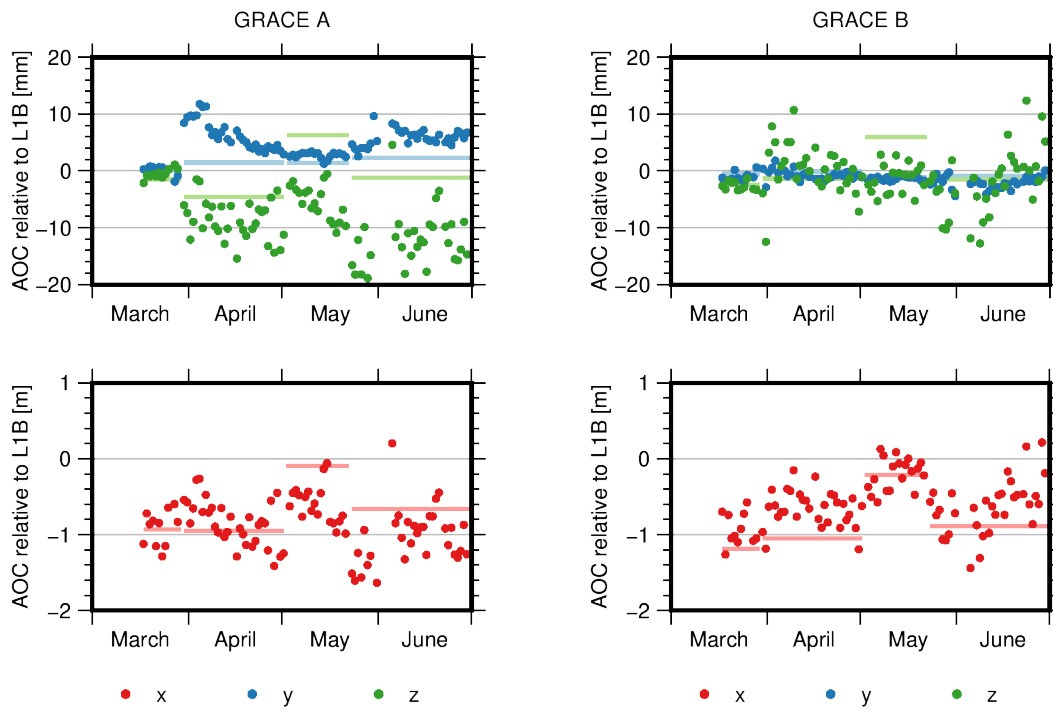 GRACE A
GRACE B
AOC relative to L1B [mm]
20
10
0
−10
−20
March April May June
AOC relative to L1B [mm]
20
10
0
−10
−20
March April May June
AOC relative to L1B [m]
1
0
−1
−2
March April May June
AOC relative to L1B [m]
1
0
−1
−2
March April May June
x y z
x y z